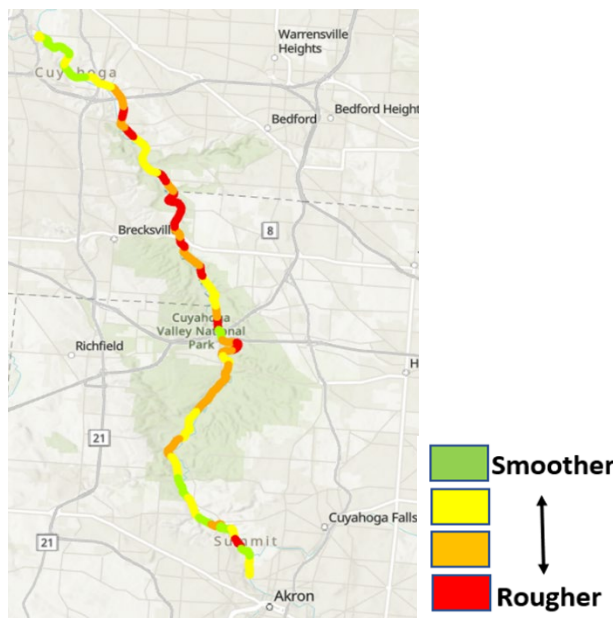 Warrensville
Heights
Cuyahoga
Bedford Height
Bedford
Brecksvill
8
Cuyahoga
Valley National
Park
Richfield
H
21
Smoother
Cuyahoga Falls
21
Summit
Rougher
Akron